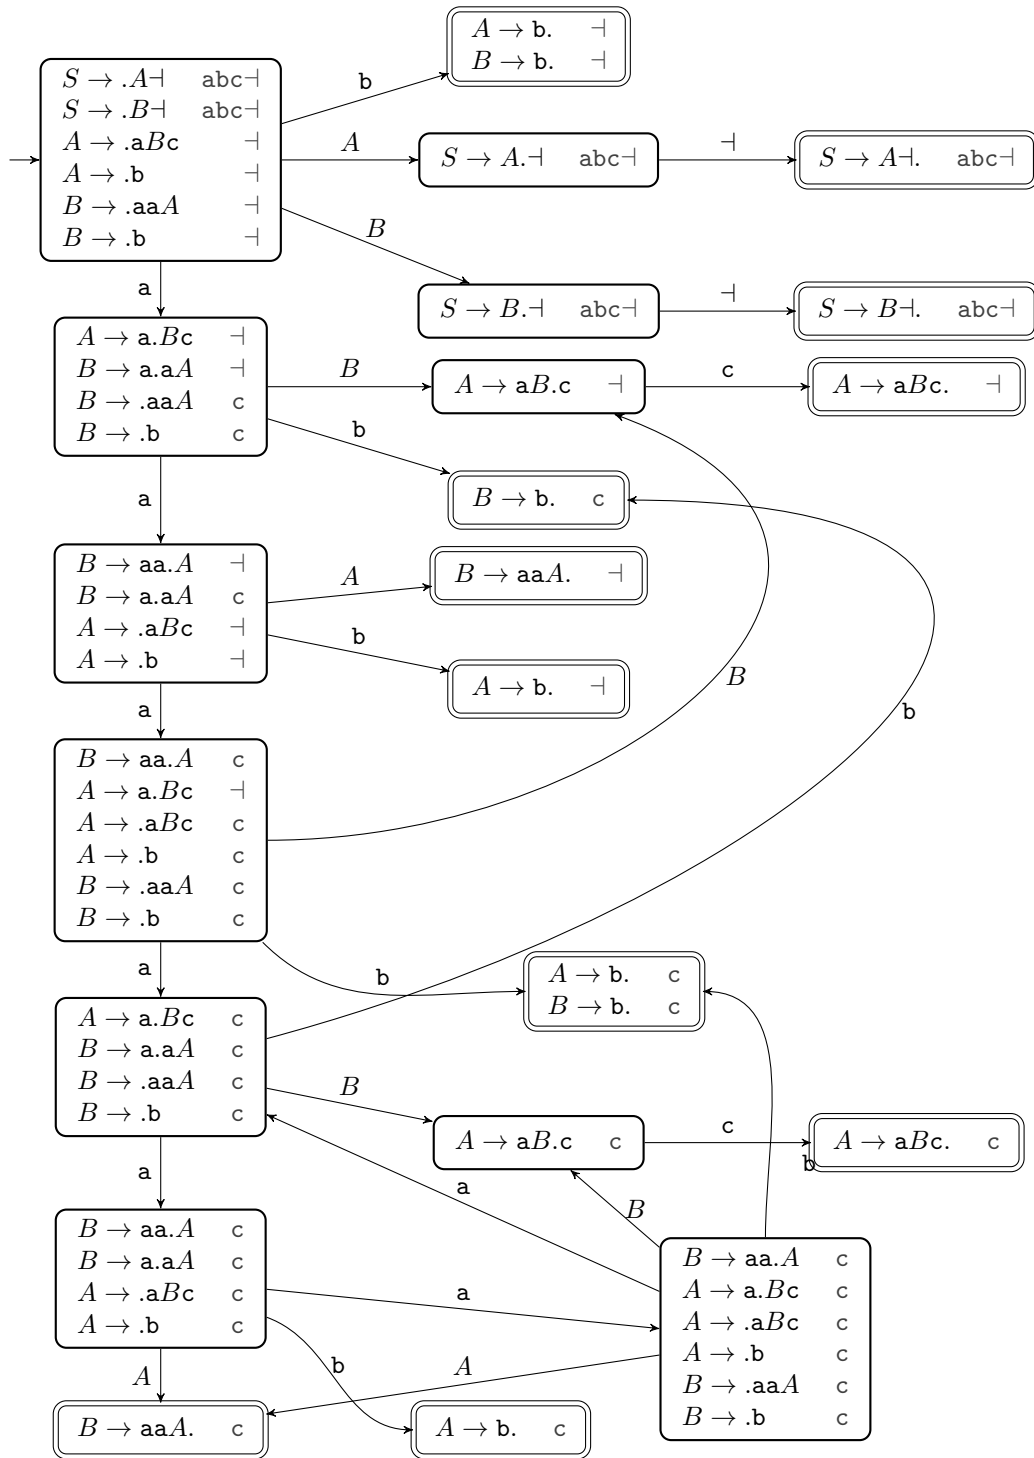 A → b. ⊣
B → b. ⊣
b
S → .A⊣ abc⊣
S → .B⊣ abc⊣
A → .aBc ⊣
A → .b ⊣
B → .aaA ⊣
B → .b ⊣
A
S → A.⊣ abc⊣
⊣
S → A⊣. abc⊣
B
S → B.⊣ abc⊣
⊣
S → B⊣. abc⊣
a
A → a.Bc ⊣
B → a.aA ⊣
B → .aaA c
B → .b c
B
A → aB.c ⊣
c
A → aBc. ⊣
b
B → b. c
a
B → aa.A ⊣
B → a.aA c
A → .aBc ⊣
A → .b ⊣
A
B → aaA. ⊣
b
A → b. ⊣
B
b
a
B → aa.A c
A → a.Bc ⊣
A → .aBc c
A → .b c
B → .aaA c
B → .b c
b
A → b. c
B → b. c
a
A → a.Bc c
B → a.aA c
B → .aaA c
B → .b c
B
A → aB.c c
c
A → aBc. c
b
a
a
B
B → aa.A c
B → a.aA c
A → .aBc c
A → .b c
a
B → aa.A c
A → a.Bc c
A → .aBc c
A → .b c
B → .aaA c
B → .b c
A
b
A
B → aaA. c
A → b. c